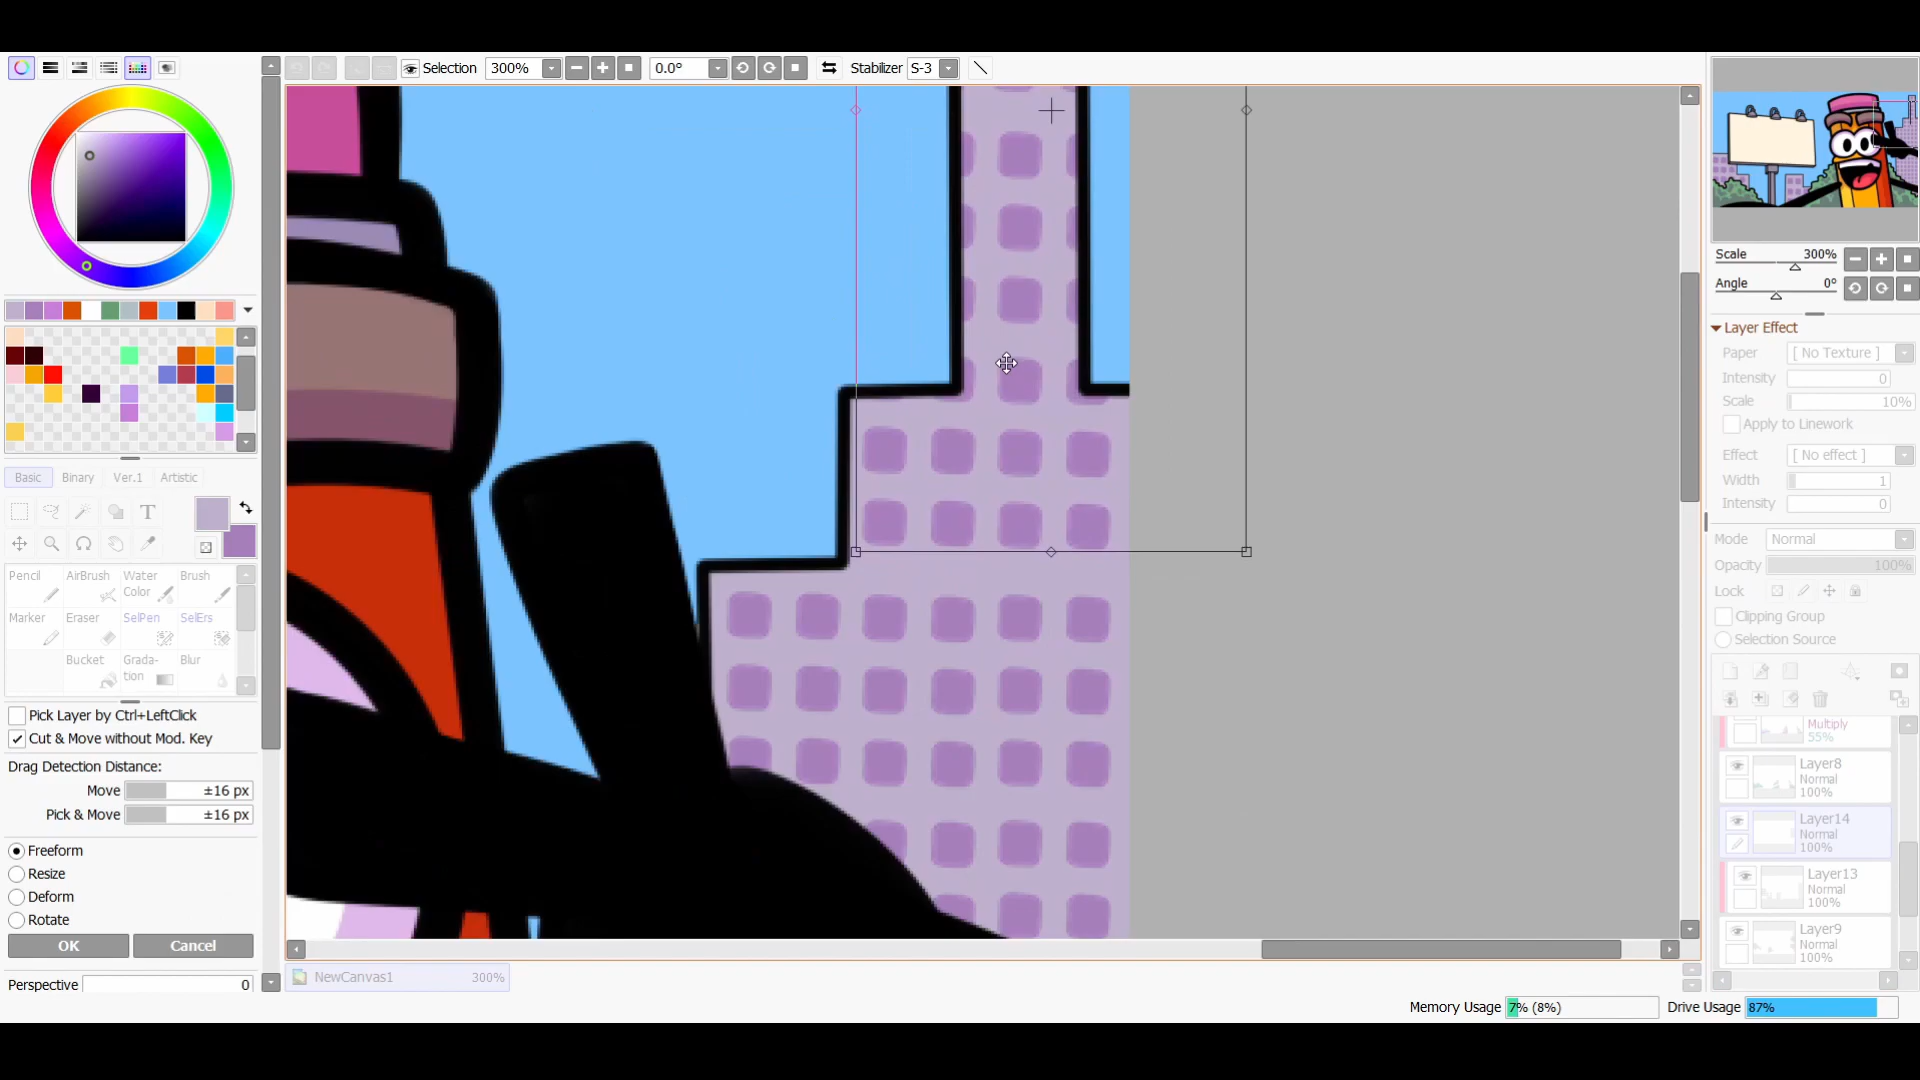 Selection 300% 0.0° Stabilizer S-3
Basic Binary Ver.1 Artistic
T
Pencil AirBrush Water Color Brush
Marker Eraser SelPen SelErs
Bucket Grada-tion Blur
Pick Layer by Ctrl+LeftClick
Cut & Move without Mod. Key
Drag Detection Distance:
Move ±16 px
Pick & Move ±16 px
Freeform
Resize
Deform
Rotate
OK Cancel
Perspective 0
NewCanvas1 300%
Scale 300%
Angle 0°
Layer Effect
Paper [ No Texture ]
Intensity 0
Scale 10%
Apply to Linework
Effect [ No effect ]
Width 1
Intensity 0
Mode Normal
Opacity 100%
Lock
Clipping Group
Selection Source
Multiply
55%
Layer8
Normal
100%
Layer14
Normal
100%
Layer13
Normal
100%
Layer9
Normal
100%
Memory Usage 7% (8%) Drive Usage 87%